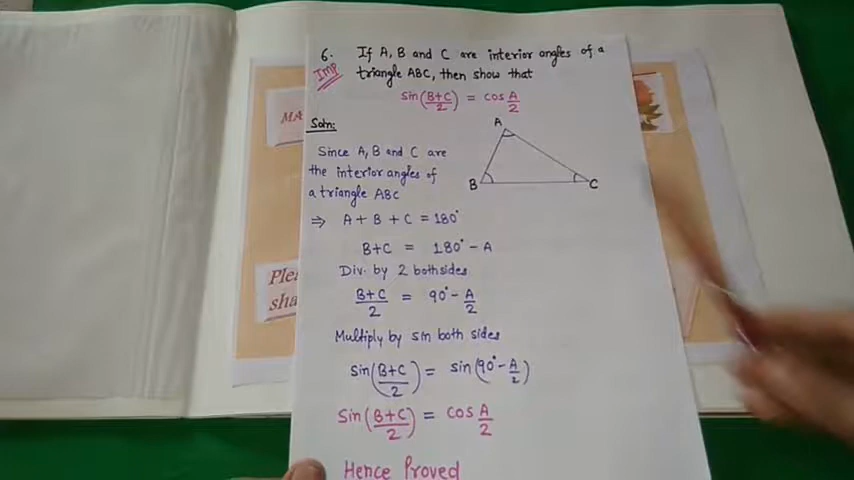 6. If A, B and C are interior angles of a
Imp triangle ABC, then show that
sin(B+C/2) = cos A/2
Soln:
A
Since A, B and C are
the interior angles of
B C
a triangle ABC
⇒ A + B + C = 180°
B+C = 180° - A
Div. by 2 bothsides
B+C/2 = 90° - A/2
Multiply by sin both sides
sin(B+C/2) = sin(90° - A/2)
Sin(B+C/2) = cos A/2
Hence Proved
MA
Plea
sha